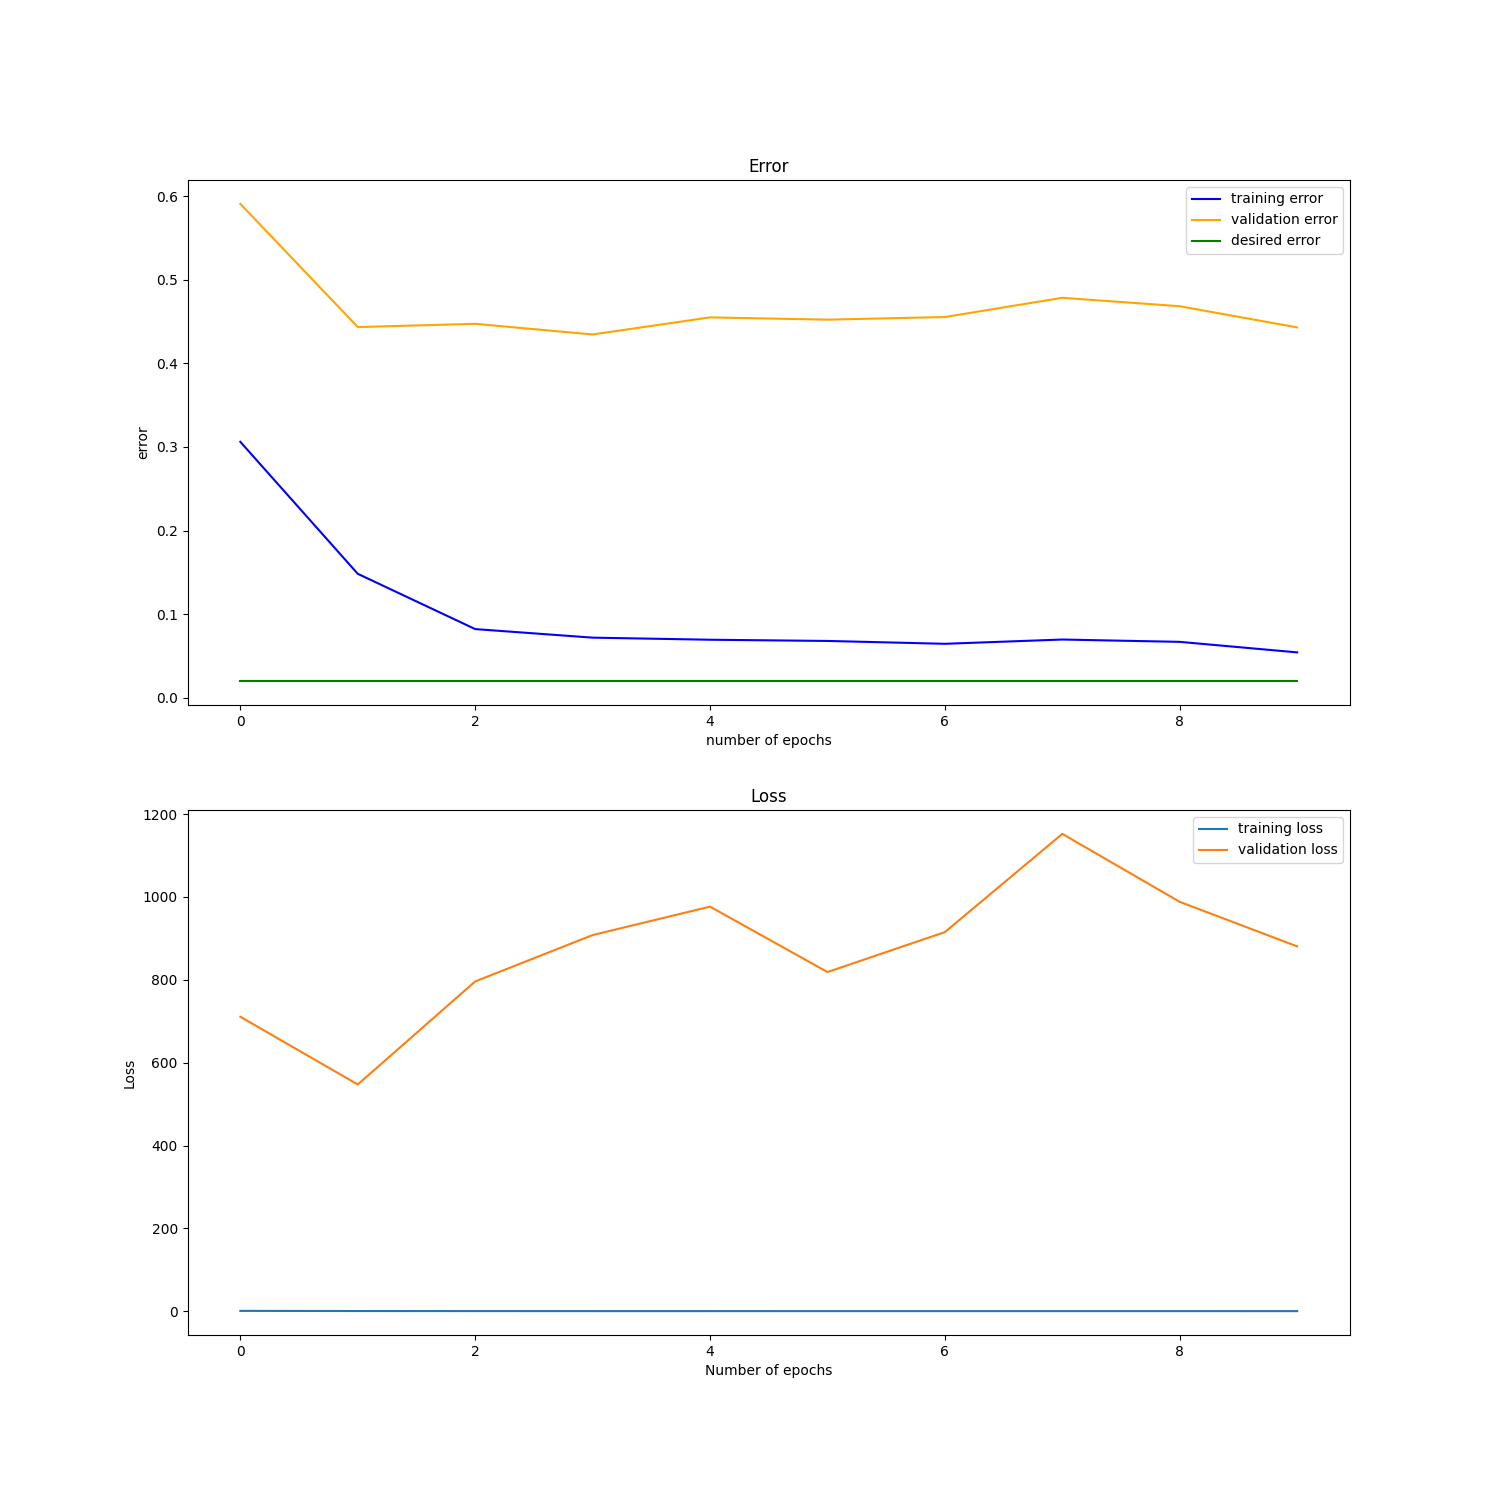 Error
0.6
0.5
0.4
0.3
0.2
0.1
0.0
error
training error
validation error
desired error
0 2 4 6 8
number of epochs
Loss
1200
1000
800
600
400
200
0
Loss
training loss
validation loss
0 2 4 6 8
Number of epochs